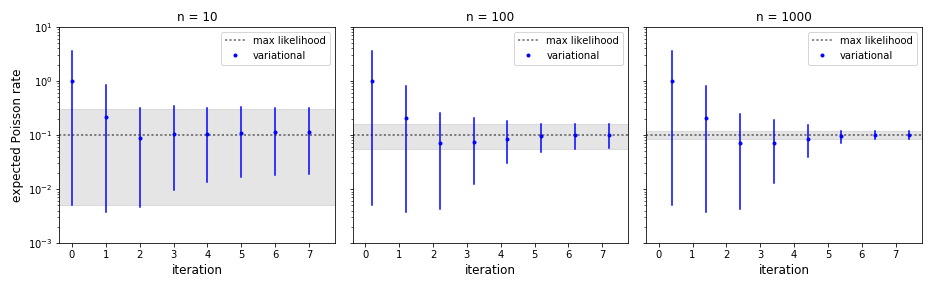 n = 10
n = 100
n = 1000
expected Poisson rate
10¹
10⁰
10⁻¹
10⁻²
10⁻³
max likelihood
variational
max likelihood
variational
max likelihood
variational
0 1 2 3 4 5 6 7
0 1 2 3 4 5 6 7
0 1 2 3 4 5 6 7
iteration
iteration
iteration